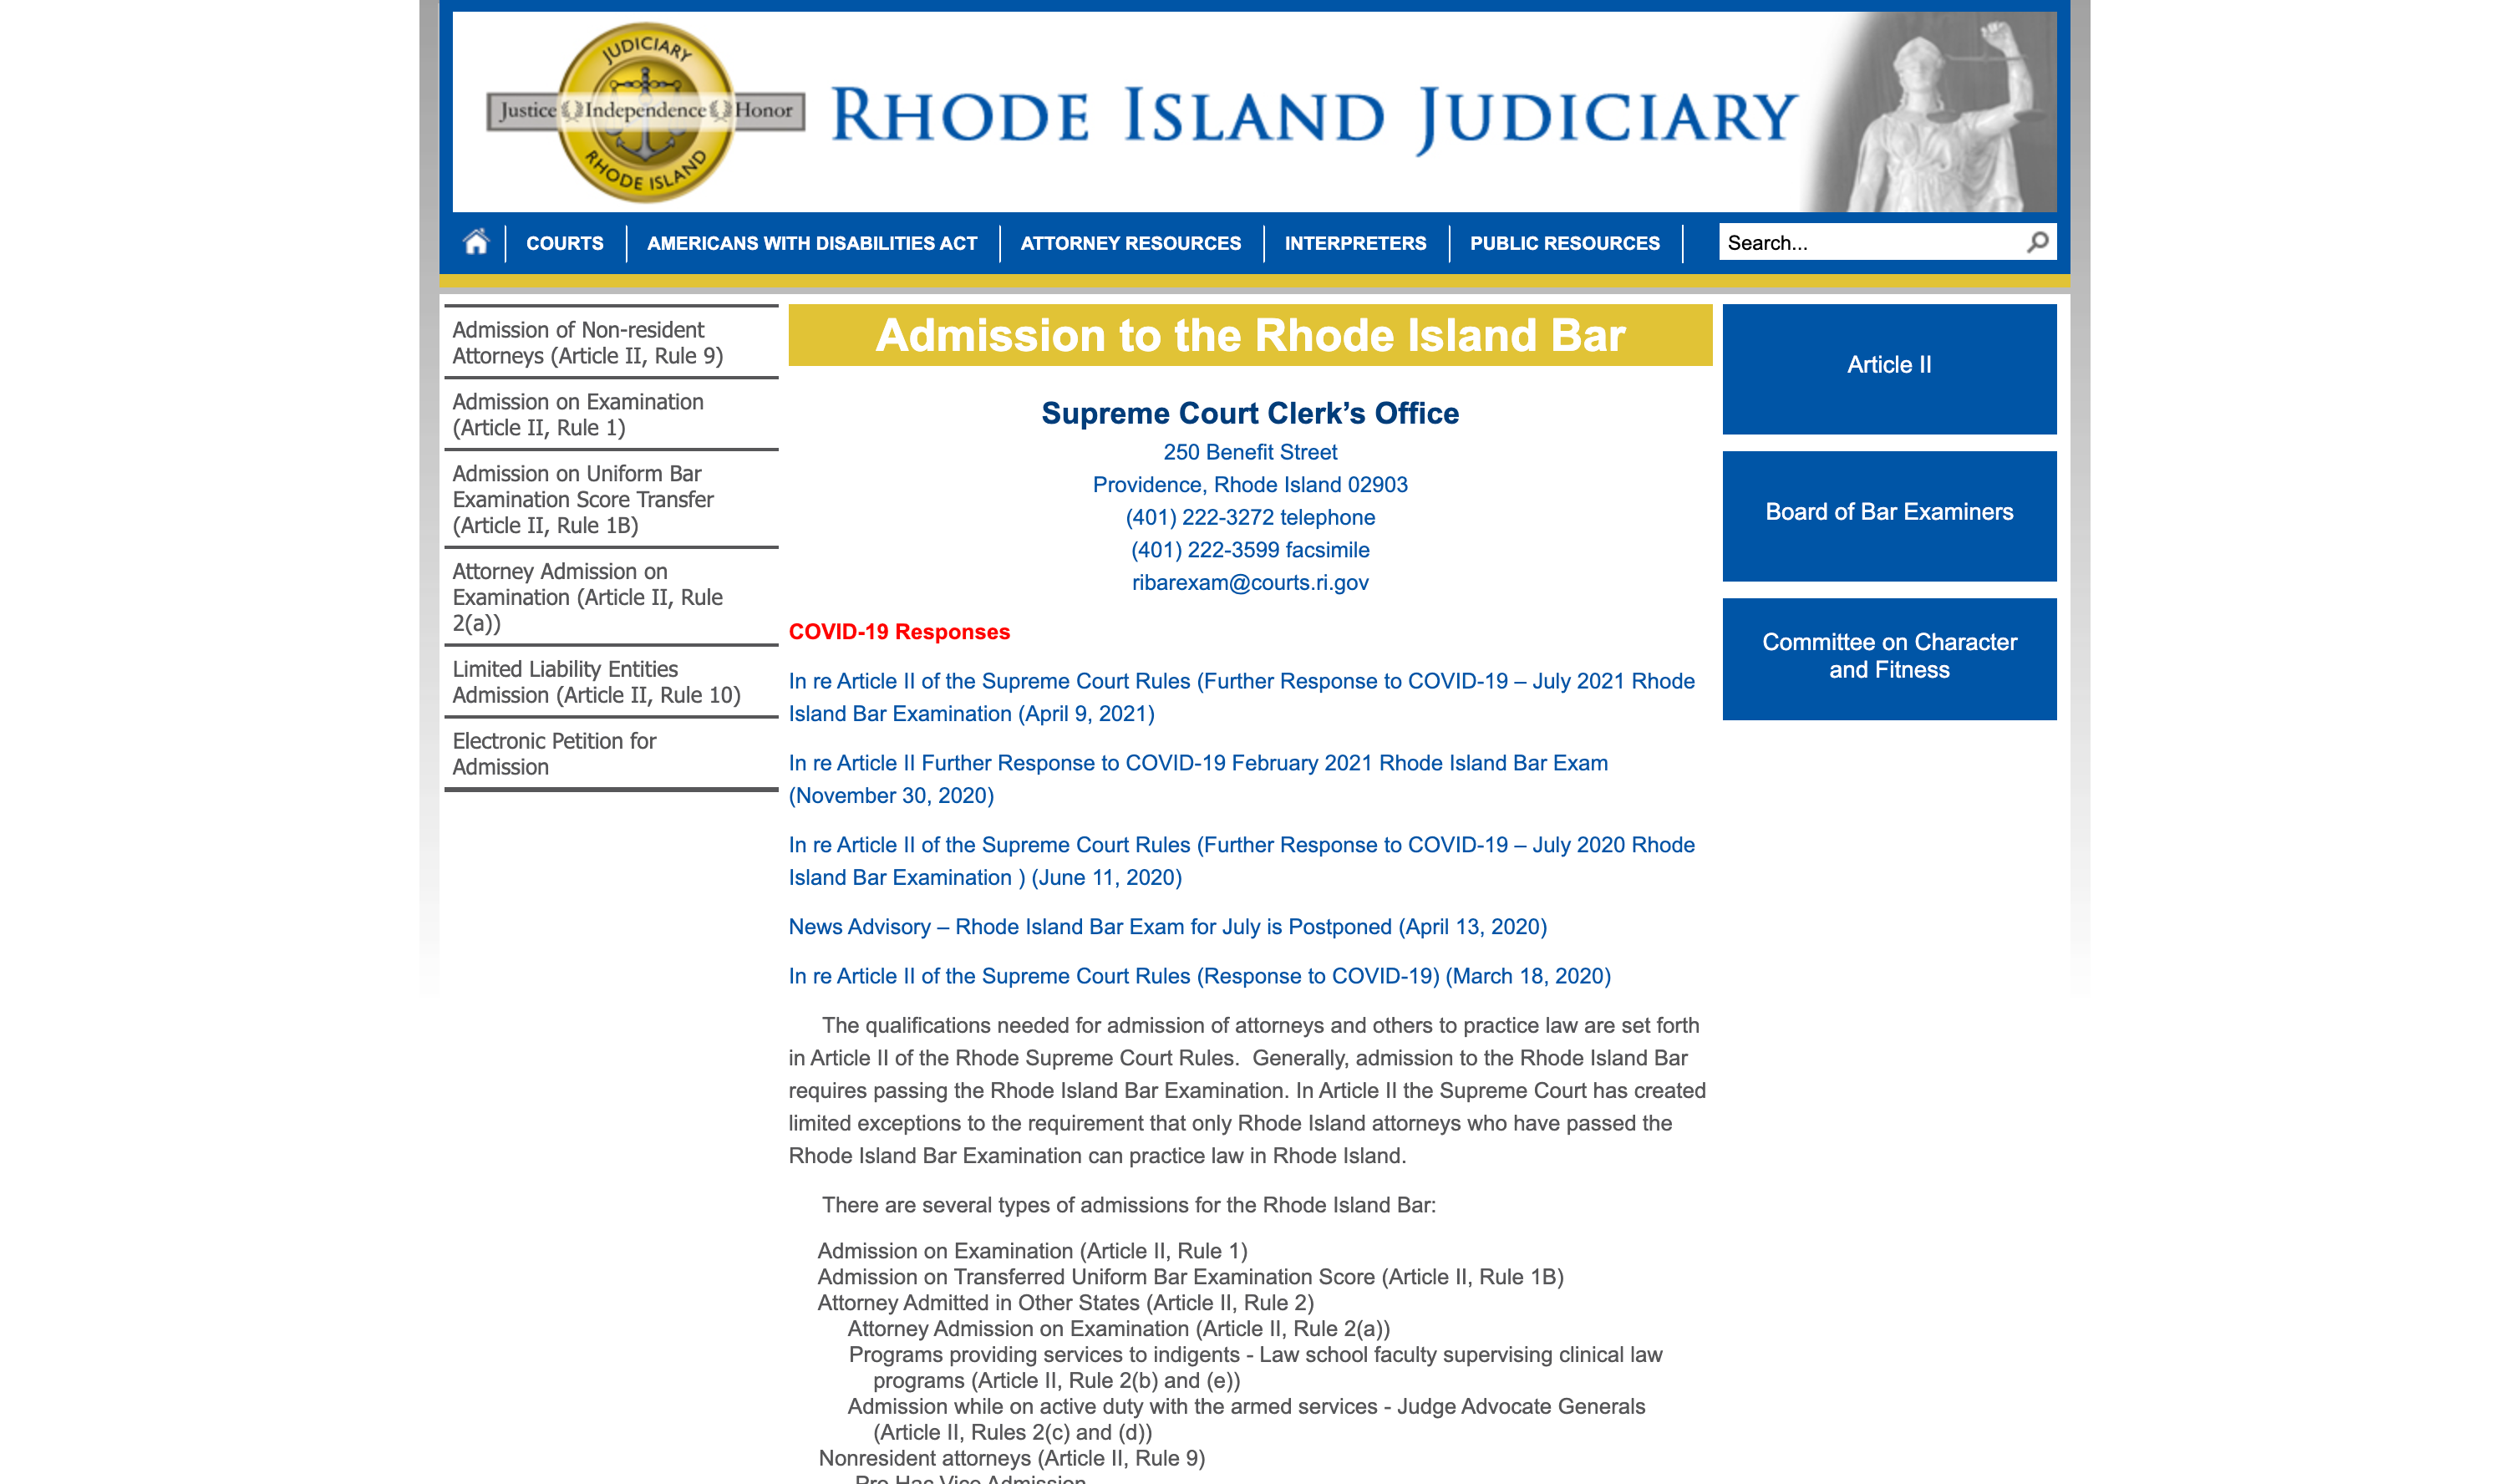 JUDICIARY
Justice Independence Honor
RHODE ISLAND
RHODE ISLAND JUDICIARY
COURTS
AMERICANS WITH DISABILITIES ACT
ATTORNEY RESOURCES
INTERPRETERS
PUBLIC RESOURCES
Search...
Admission of Non-resident
Attorneys (Article II, Rule 9)
Admission on Examination
(Article II, Rule 1)
Admission on Uniform Bar
Examination Score Transfer
(Article II, Rule 1B)
Attorney Admission on
Examination (Article II, Rule
2(a))
Limited Liability Entities
Admission (Article II, Rule 10)
Electronic Petition for
Admission
Admission to the Rhode Island Bar
Supreme Court Clerk’s Office
250 Benefit Street
Providence, Rhode Island 02903
(401) 222-3272 telephone
(401) 222-3599 facsimile
ribarexam@courts.ri.gov
COVID-19 Responses
In re Article II of the Supreme Court Rules (Further Response to COVID-19 – July 2021 Rhode
Island Bar Examination (April 9, 2021)
In re Article II Further Response to COVID-19 February 2021 Rhode Island Bar Exam
(November 30, 2020)
In re Article II of the Supreme Court Rules (Further Response to COVID-19 – July 2020 Rhode
Island Bar Examination ) (June 11, 2020)
News Advisory – Rhode Island Bar Exam for July is Postponed (April 13, 2020)
In re Article II of the Supreme Court Rules (Response to COVID-19) (March 18, 2020)
The qualifications needed for admission of attorneys and others to practice law are set forth
in Article II of the Rhode Supreme Court Rules.  Generally, admission to the Rhode Island Bar
requires passing the Rhode Island Bar Examination. In Article II the Supreme Court has created
limited exceptions to the requirement that only Rhode Island attorneys who have passed the
Rhode Island Bar Examination can practice law in Rhode Island.
There are several types of admissions for the Rhode Island Bar:
Admission on Examination (Article II, Rule 1)
Admission on Transferred Uniform Bar Examination Score (Article II, Rule 1B)
Attorney Admitted in Other States (Article II, Rule 2)
Attorney Admission on Examination (Article II, Rule 2(a))
Programs providing services to indigents - Law school faculty supervising clinical law
programs (Article II, Rule 2(b) and (e))
Admission while on active duty with the armed services - Judge Advocate Generals
(Article II, Rules 2(c) and (d))
Nonresident attorneys (Article II, Rule 9)
Pro Hac Vice Admission
Article II
Board of Bar Examiners
Committee on Character
and Fitness